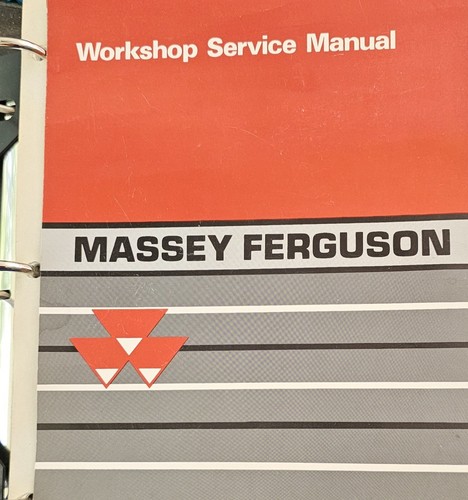 Workshop Service Manual
MASSEY FERGUSON